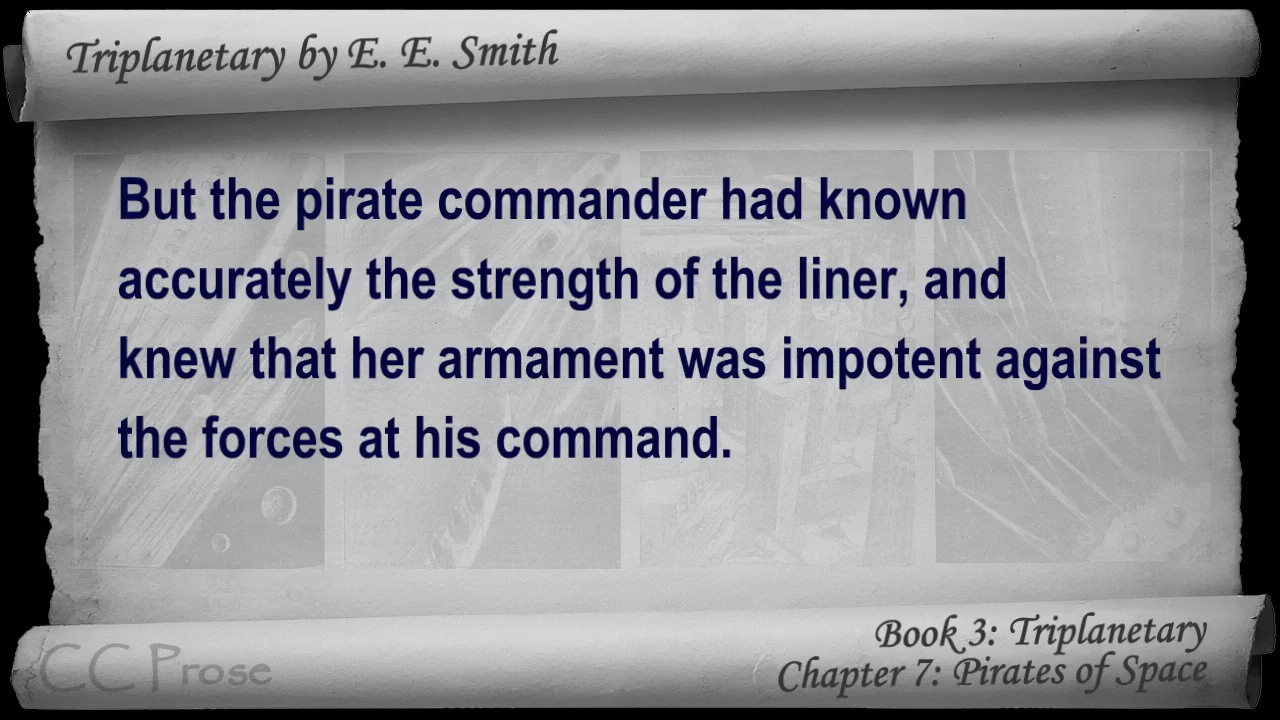 Triplanetary by E. E. Smith
But the pirate commander had known
accurately the strength of the liner, and
knew that her armament was impotent against
the forces at his command.
Book 3: Triplanetary
Chapter 7: Pirates of Space
CC Prose